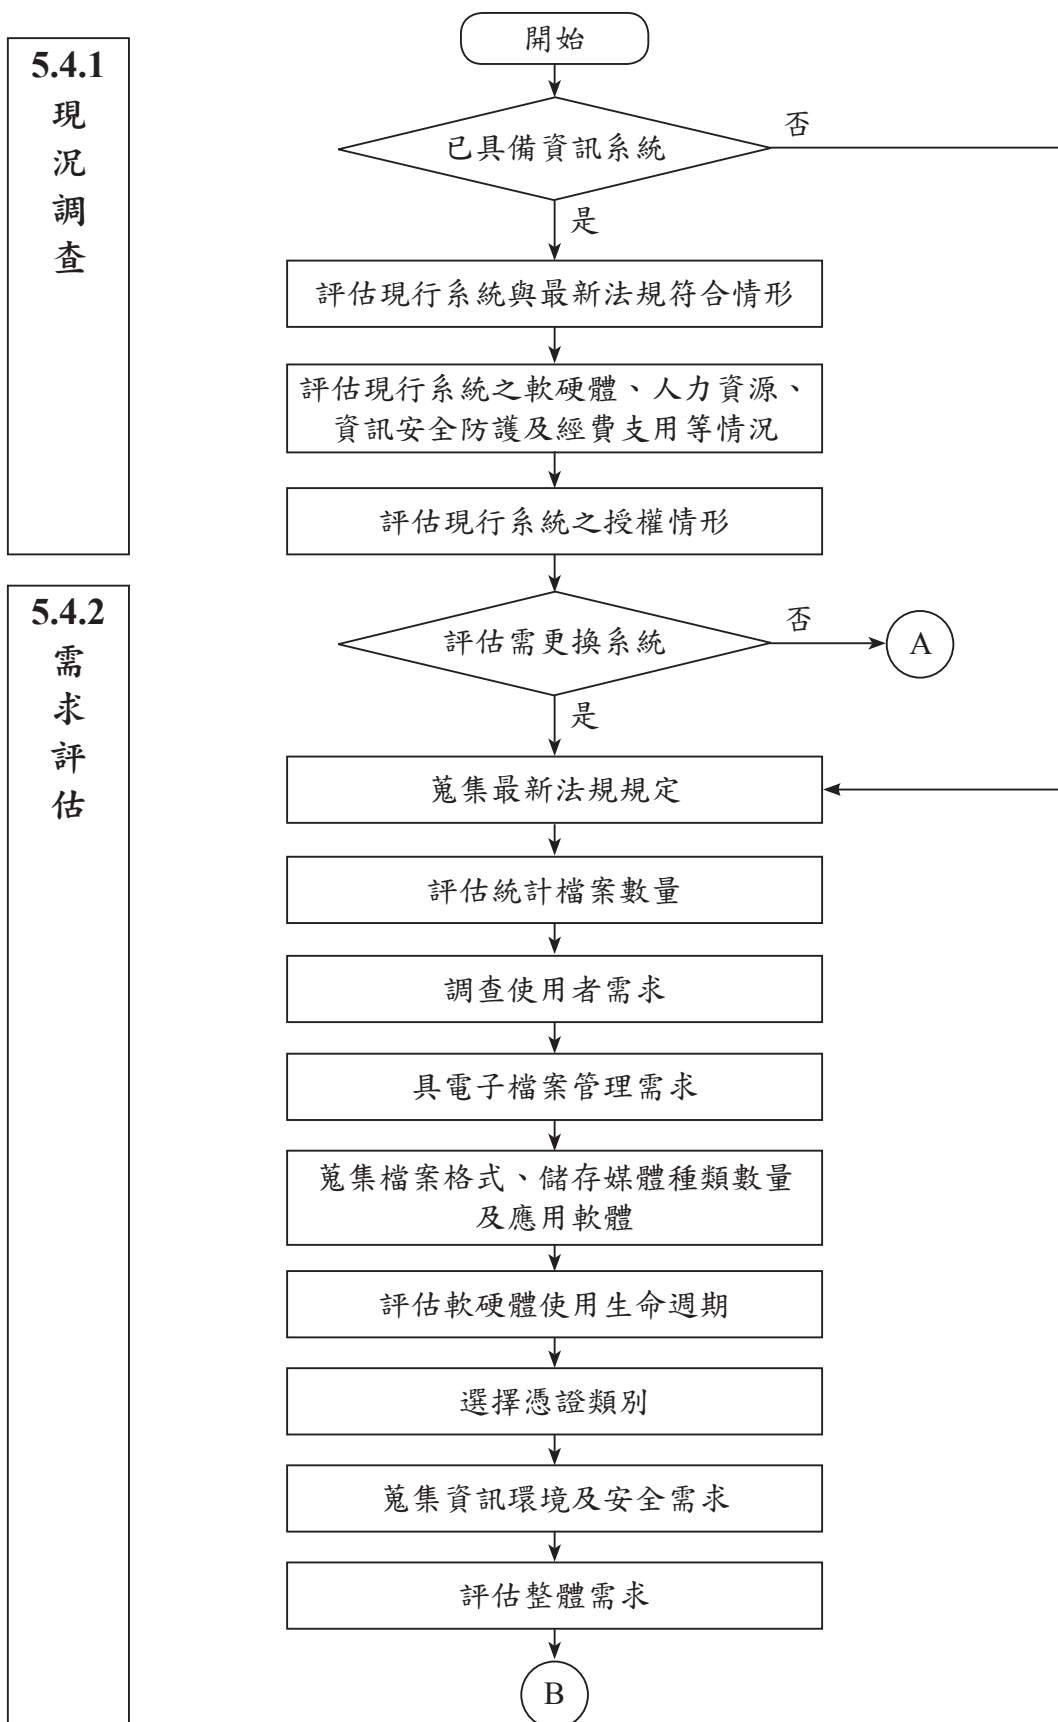 5.4.1
現
況
調
查
開始
已具備資訊系統
否
是
評估現行系統與最新法規符合情形
評估現行系統之軟硬體、人力資源、
資訊安全防護及經費支用等情況
評估現行系統之授權情形
5.4.2
需
求
評
估
評估需更換系統
否
A
是
蒐集最新法規規定
評估統計檔案數量
調查使用者需求
具電子檔案管理需求
蒐集檔案格式、儲存媒體種類數量
及應用軟體
評估軟硬體使用生命週期
選擇憑證類別
蒐集資訊環境及安全需求
評估整體需求
B